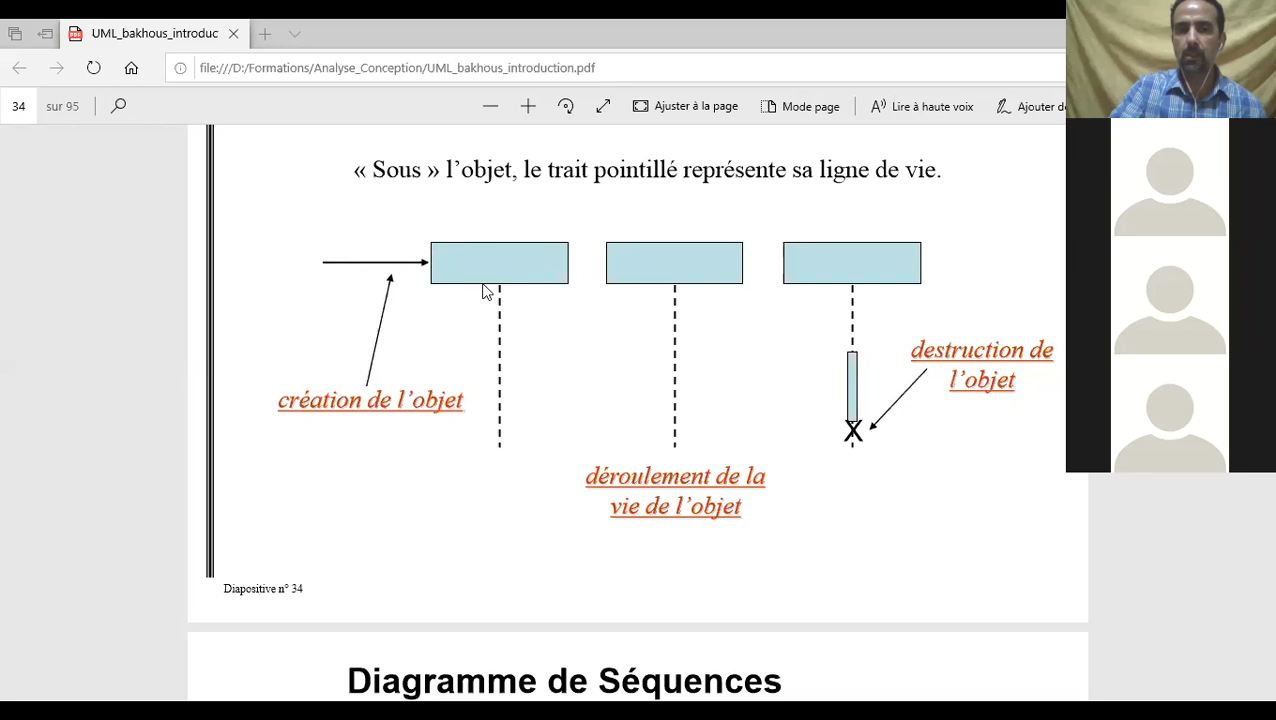 UML_bakhous_introduc
file:///D:/Formations/Analyse_Conception/UML_bakhous_introduction.pdf
34 sur 95 Ajuster à la page Mode page Lire à haute voix Ajouter de
« Sous » l’objet, le trait pointillé représente sa ligne de vie.
destruction de
l’objet
création de l’objet
X
déroulement de la
vie de l’objet
Diapositive n° 34
Diagramme de Séquences